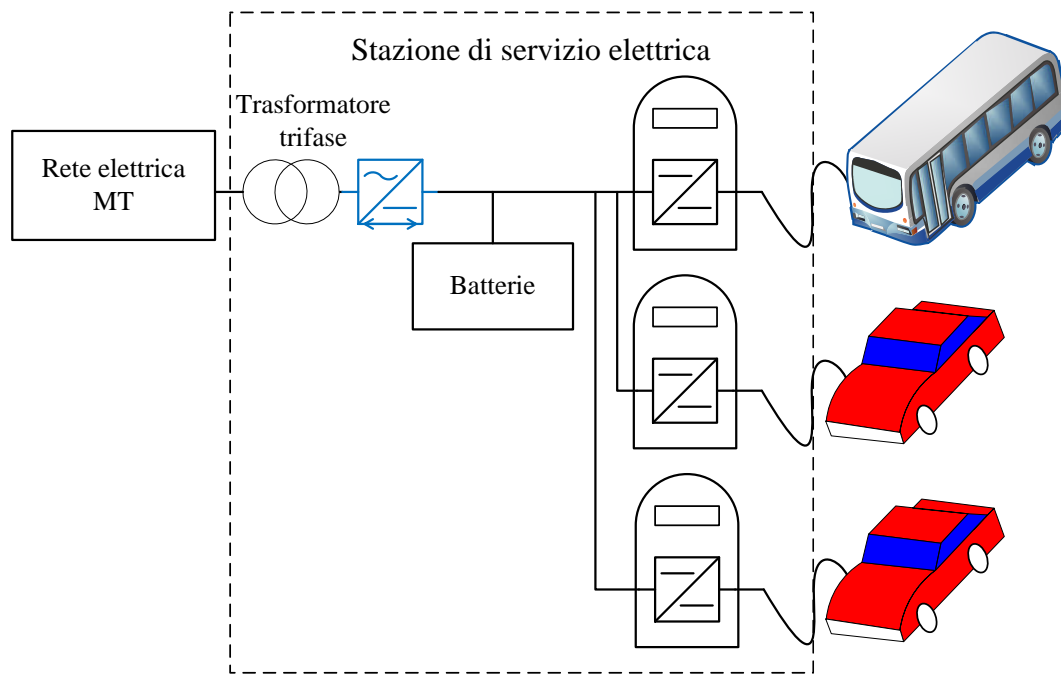 Stazione di servizio elettrica
Trasformatore
trifase
Rete elettrica
MT
Batterie